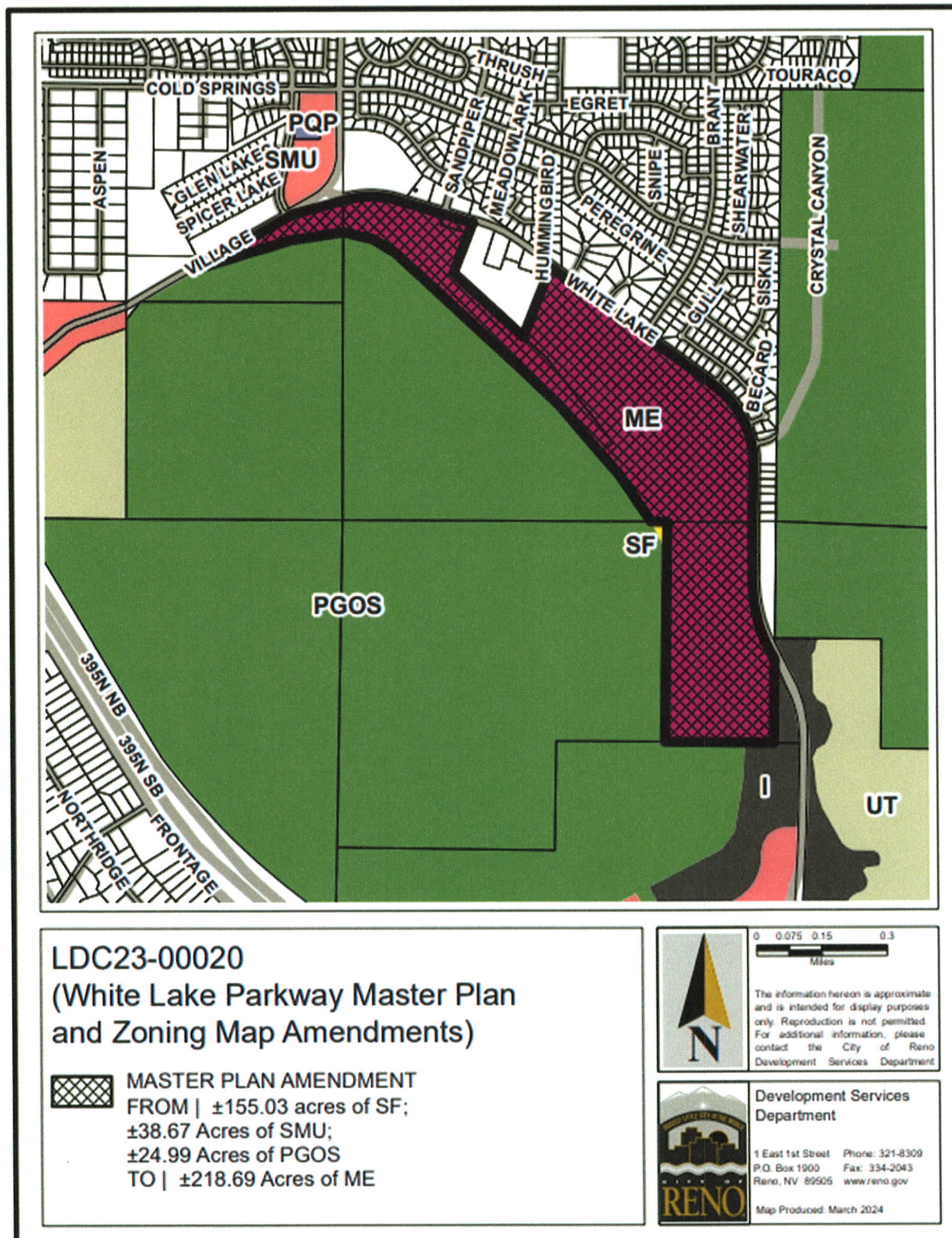 THRUSH
TOURACO
COLD SPRINGS
EGRET
BRANT
PQP
SANDPIPER
MEADOWLARK
SHEARWATER
CRYSTAL CANYON
ASPEN
GLEN LAKES
SMU
SNIPE
SPICER LAKE
HUMMINGBIRD
PEREGRINE
VILLAGE
SISKIN
WHITE LAKE
GULL
BECARD
ME
SF
PGOS
395N NB
395N SB
I
UT
NORTHRIDGE
FRONTAGE
LDC23-00020
(White Lake Parkway Master Plan
and Zoning Map Amendments)
MASTER PLAN AMENDMENT
FROM | ±155.03 acres of SF;
±38.67 Acres of SMU;
±24.99 Acres of PGOS
TO | ±218.69 Acres of ME
N
0 0.075 0.15 0.3
Miles
The information hereon is approximate
and is intended for display purposes
only. Reproduction is not permitted.
For additional information, please
contact the City of Reno
Development Services Department
CITY OF
RENO
Development Services
Department
1 East 1st Street Phone: 321-8309
P.O. Box 1900 Fax: 334-2043
Reno, NV 89505 www.reno.gov
Map Produced: March 2024